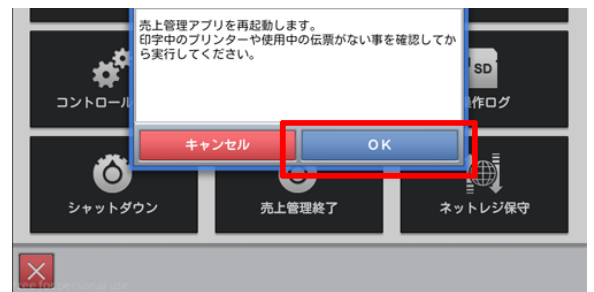 売上管理アプリを再起動します。
印字中のプリンターや使用中の伝票がない事を確認してか
ら実行してください。
SD
コントロール
作ログ
キャンセル
OK
シャットダウン
売上管理終了
ネットレジ保守
free for personal use